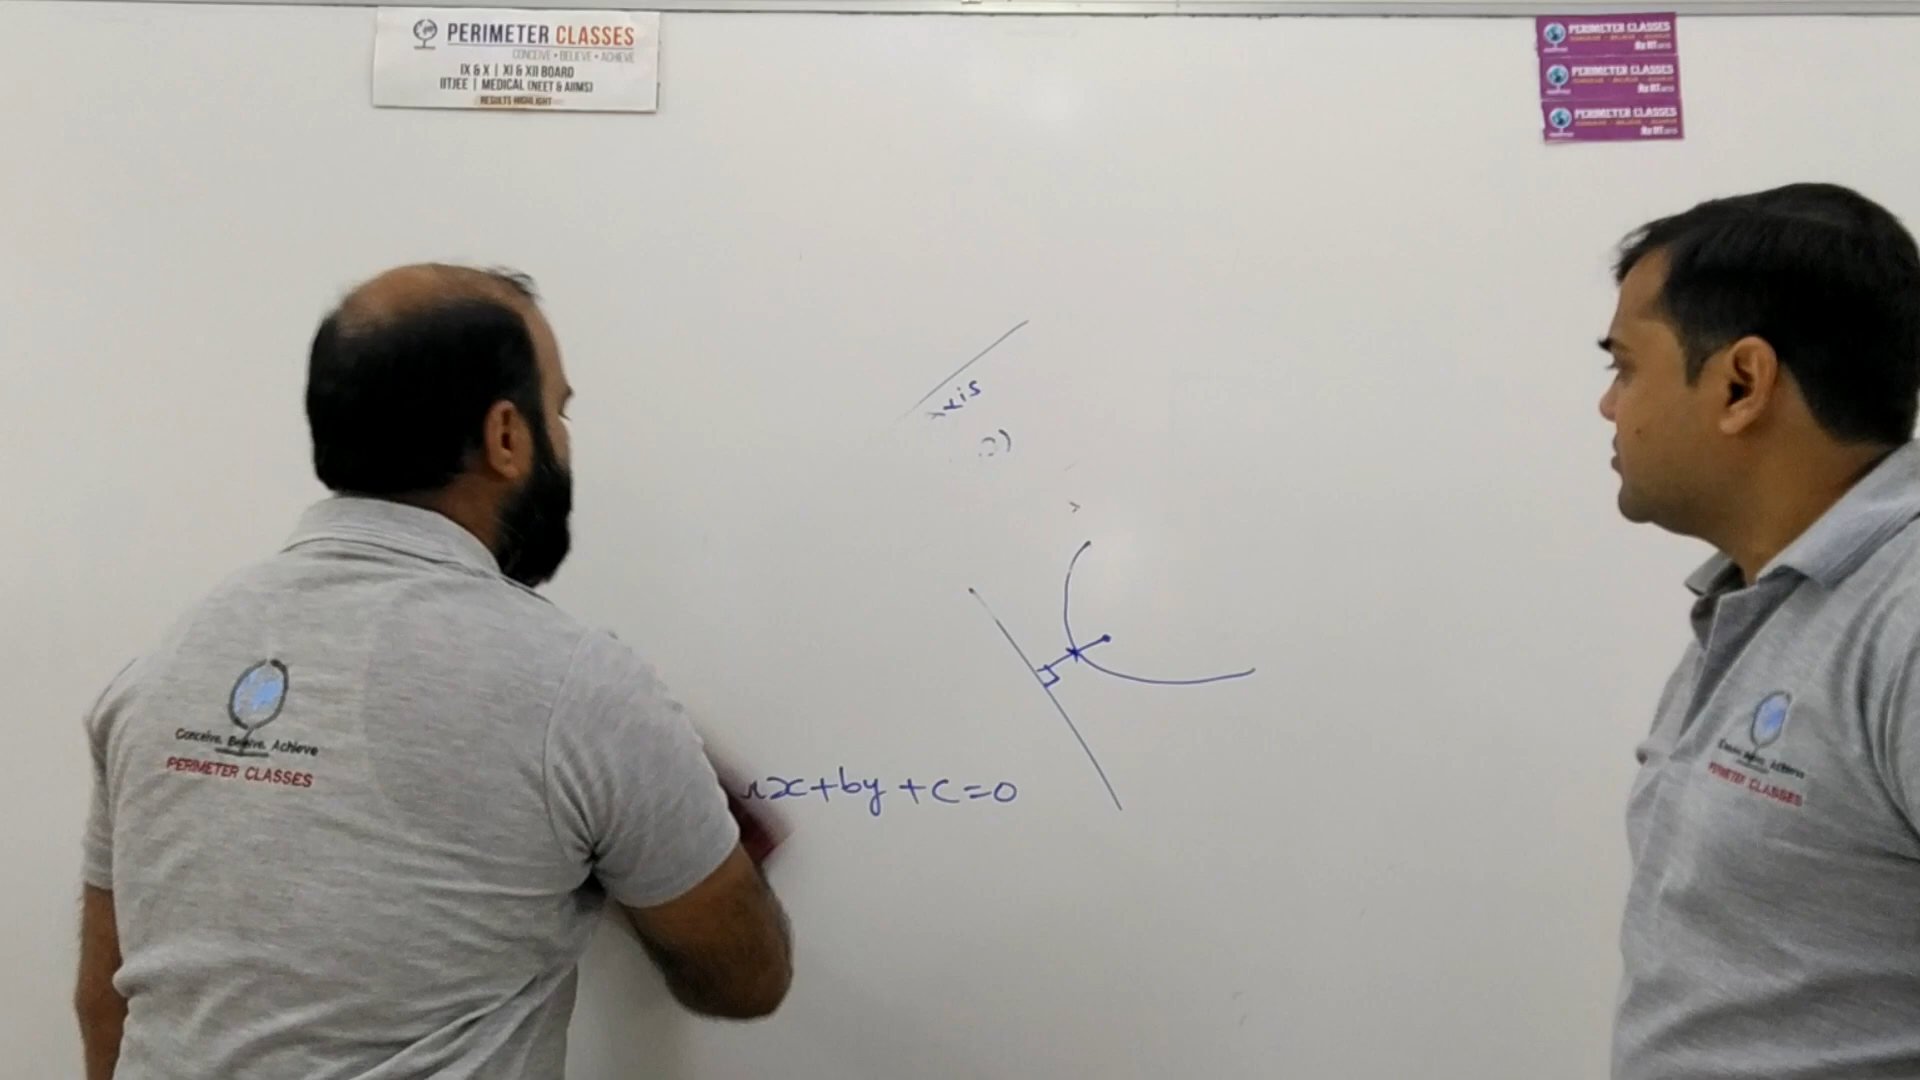 PERIMETER CLASSES
CONCEIVE • BELIEVE • ACHIEVE
IX & X | XI & XII BOARD
IITJEE | MEDICAL (NEET & AIIMS)
RESULTS HIGHLIGHT
PERIMETER CLASSES
PERIMETER CLASSES
PERIMETER CLASSES
xis
x+by+c=0
Conceive. Believe. Achieve
PERIMETER CLASSES
PERIMETER CLASSES